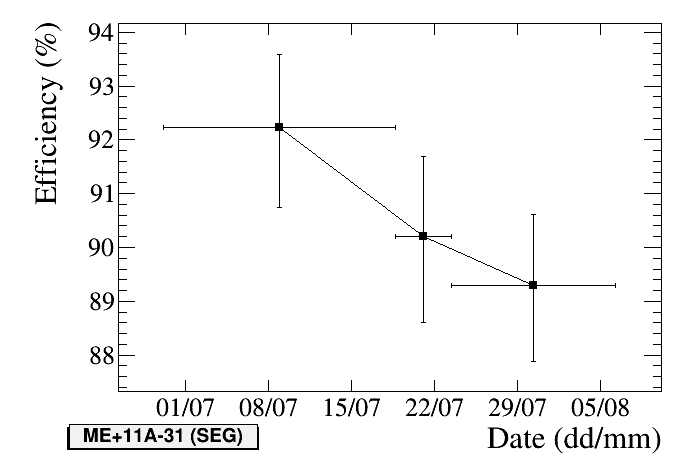 Efficiency (%)
94
93
92
91
90
89
88
01/07 08/07 15/07 22/07 29/07 05/08
ME+11A-31 (SEG)
Date (dd/mm)